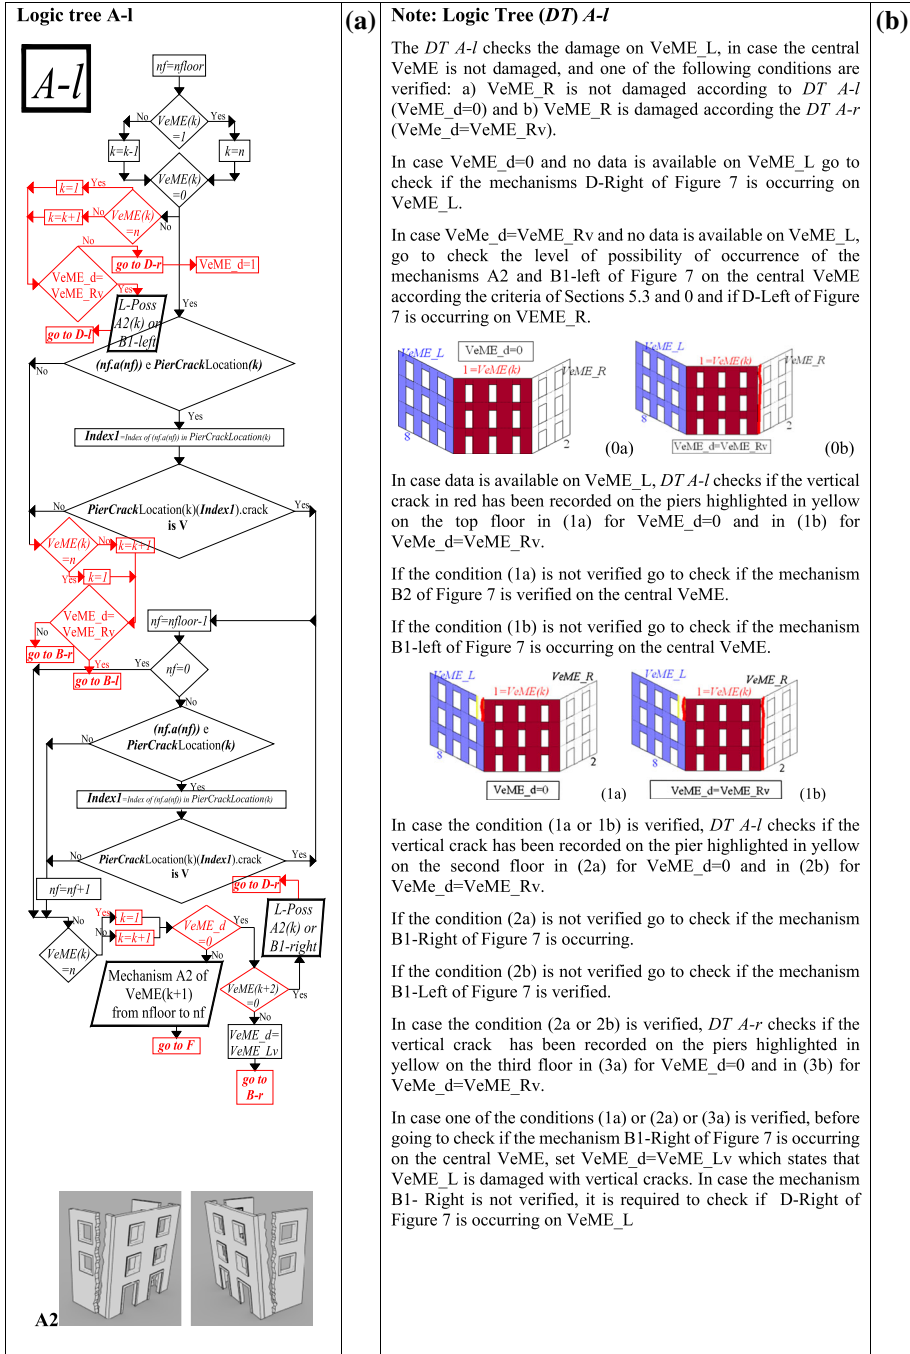 Logic tree A-l
(a)
A-l
nf=nfloor
No
VeME(k)
=1
Yes
k=k-1
k=n
VeME(k)
=0
k=1
Yes
k=k+1
No
VeME(k)
=n
No
No
go to D-r
VeME_d=1
VeME_d=
VeME_Rv
Yes
L-Poss
A2(k) or
B1-left
Yes
go to D-l
(nf.a(nf)) e PierCrackLocation(k)
No
Yes
Index1=Index of (nf.a(nf)) in PierCrackLocation(k)
No
Yes
PierCrackLocation(k)(Index1).crack
is V
VeME(k)
=n
No
k=k+1
Yes
k=1
VeME_d=
VeME_Rv
nf=nfloor-1
No
go to B-r
Yes
go to B-l
Yes
nf=0
No
(nf.a(nf)) e
PierCrackLocation(k)
No
Yes
Index1=Index of (nf.a(nf)) in PierCrackLocation(k)
No
PierCrackLocation(k)(Index1).crack
is V
Yes
go to D-r
nf=nf+1
No
VeME(k)
=n
Yes
k=1
No
k=k+1
VeME_d
=0
Yes
No
L-Poss
A2(k) or
B1-right
Mechanism A2 of
VeME(k+1)
from nfloor to nf
VeME(k+2)
=0
Yes
No
VeME_d=
VeME_Lv
go to F
go to
B-r
A2
Note: Logic Tree (DT) A-l
(b)
The DT A-l checks the damage on VeME_L, in case the central
VeME is not damaged, and one of the following conditions are
verified: a) VeME_R is not damaged according to DT A-l
(VeME_d=0) and b) VeME_R is damaged according the DT A-r
(VeMe_d=VeME_Rv).
In case VeME_d=0 and no data is available on VeME_L go to
check if the mechanisms D-Right of Figure 7 is occurring on
VeME_L.
In case VeMe_d=VeME_Rv and no data is available on VeME_L,
go to check the level of possibility of occurrence of the
mechanisms A2 and B1-left of Figure 7 on the central VeME
according the criteria of Sections 5.3 and 0 and if D-Left of Figure
7 is occurring on VEME_R.
VeME_L
VeME_d=0
1=VeME(k)
VeME_R
8
2
(0a)
VeME_L
1=VeME(k)
VeME_R
8
2
VeME_d=VeME_Rv
(0b)
In case data is available on VeME_L, DT A-l checks if the vertical
crack in red has been recorded on the piers highlighted in yellow
on the top floor in (1a) for VeME_d=0 and in (1b) for
VeMe_d=VeME_Rv.
If the condition (1a) is not verified go to check if the mechanism
B2 of Figure 7 is verified on the central VeME.
If the condition (1b) is not verified go to check if the mechanism
B1-left of Figure 7 is occurring on the central VeME.
VeME_L
1=VeME(k)
VeME_R
8
2
VeME_d=0
(1a)
VeME_L
1=VeME(k)
VeME_R
8
2
VeME_d=VeME_Rv
(1b)
In case the condition (1a or 1b) is verified, DT A-l checks if the
vertical crack has been recorded on the pier highlighted in yellow
on the second floor in (2a) for VeME_d=0 and in (2b) for
VeMe_d=VeME_Rv.
If the condition (2a) is not verified go to check if the mechanism
B1-Right of Figure 7 is occurring.
If the condition (2b) is not verified go to check if the mechanism
B1-Left of Figure 7 is verified.
In case the condition (2a or 2b) is verified, DT A-r checks if the
vertical crack has been recorded on the piers highlighted in
yellow on the third floor in (3a) for VeME_d=0 and in (3b) for
VeMe_d=VeME_Rv.
In case one of the conditions (1a) or (2a) or (3a) is verified, before
going to check if the mechanism B1-Right of Figure 7 is occurring
on the central VeME, set VeME_d=VeME_Lv which states that
VeME_L is damaged with vertical cracks. In case the mechanism
B1- Right is not verified, it is required to check if D-Right of
Figure 7 is occurring on VeME_L